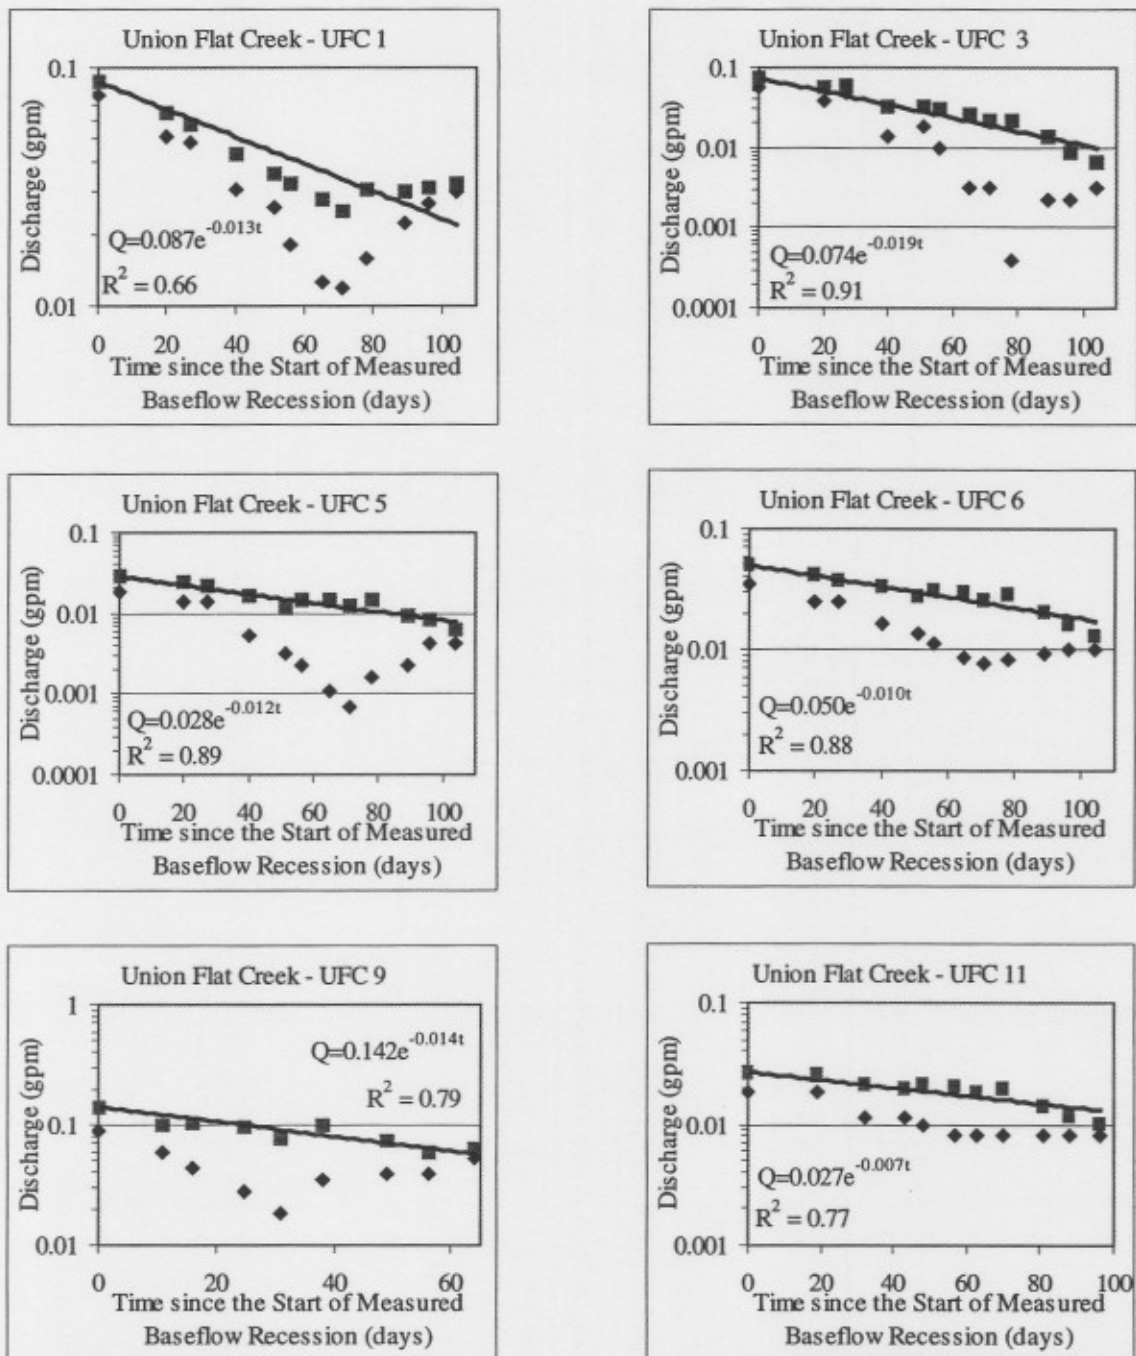 Union Flat Creek - UFC 1
Discharge (gpm)
0.1
0.01
Q=0.087e^-0.013t
R² = 0.66
0 20 40 60 80 100
Time since the Start of Measured
Baseflow Recession (days)
Union Flat Creek - UFC 3
Discharge (gpm)
0.1
0.01
0.001
0.0001
Q=0.074e^-0.019t
R² = 0.91
0 20 40 60 80 100
Time since the Start of Measured
Baseflow Recession (days)
Union Flat Creek - UFC 5
Discharge (gpm)
0.1
0.01
0.001
0.0001
Q=0.028e^-0.012t
R² = 0.89
0 20 40 60 80 100
Time since the Start of Measured
Baseflow Recession (days)
Union Flat Creek - UFC 6
Discharge (gpm)
0.1
0.01
0.001
Q=0.050e^-0.010t
R² = 0.88
0 20 40 60 80 100
Time since the Start of Measured
Baseflow Recession (days)
Union Flat Creek - UFC 9
Discharge (gpm)
1
0.1
0.01
Q=0.142e^-0.014t
R² = 0.79
0 20 40 60
Time since the Start of Measured
Baseflow Recession (days)
Union Flat Creek - UFC 11
Discharge (gpm)
0.1
0.01
0.001
Q=0.027e^-0.007t
R² = 0.77
0 20 40 60 80 100
Time since the Start of Measured
Baseflow Recession (days)